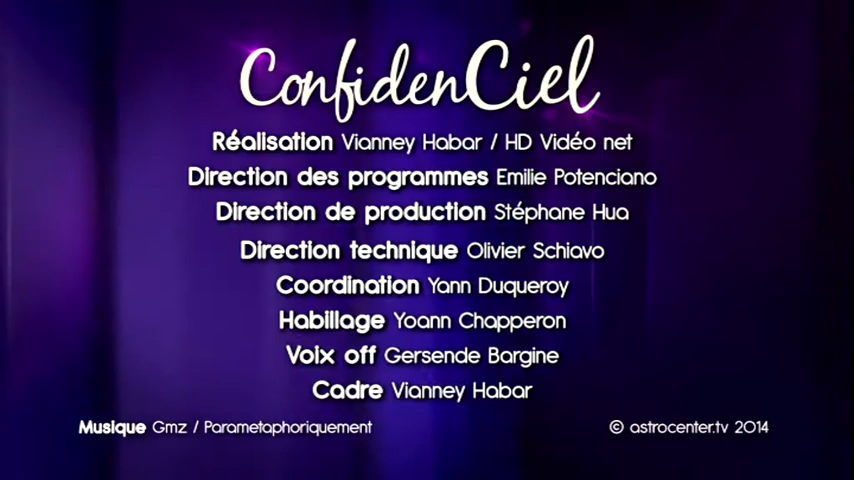 ConfidenCiel
Réalisation Vianney Habar / HD Vidéo net
Direction des programmes Emilie Potenciano
Direction de production Stéphane Hua
Direction technique Olivier Schiavo
Coordination Yann Duqueroy
Habillage Yoann Chapperon
Voix off Gersende Bargine
Cadre Vianney Habar
Musique Gmz / Parametaphoriquement
© astrocenter.tv 2014